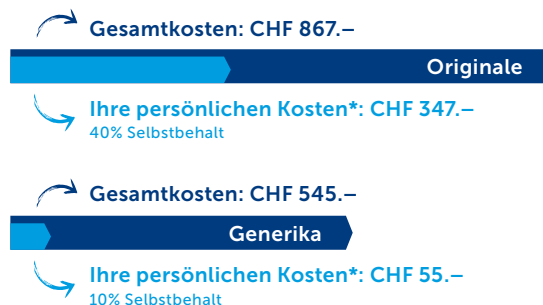 Gesamtkosten: CHF 867.–
Originale
Ihre persönlichen Kosten*: CHF 347.–
40% Selbstbehalt
Gesamtkosten: CHF 545.–
Generika
Ihre persönlichen Kosten*: CHF 55.–
10% Selbstbehalt